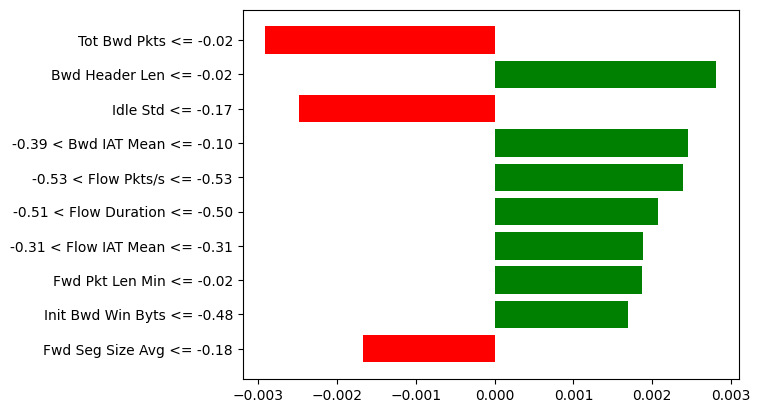 Tot Bwd Pkts <= -0.02
Bwd Header Len <= -0.02
Idle Std <= -0.17
-0.39 < Bwd IAT Mean <= -0.10
-0.53 < Flow Pkts/s <= -0.53
-0.51 < Flow Duration <= -0.50
-0.31 < Flow IAT Mean <= -0.31
Fwd Pkt Len Min <= -0.02
Init Bwd Win Byts <= -0.48
Fwd Seg Size Avg <= -0.18
−0.003 −0.002 −0.001 0.000 0.001 0.002 0.003